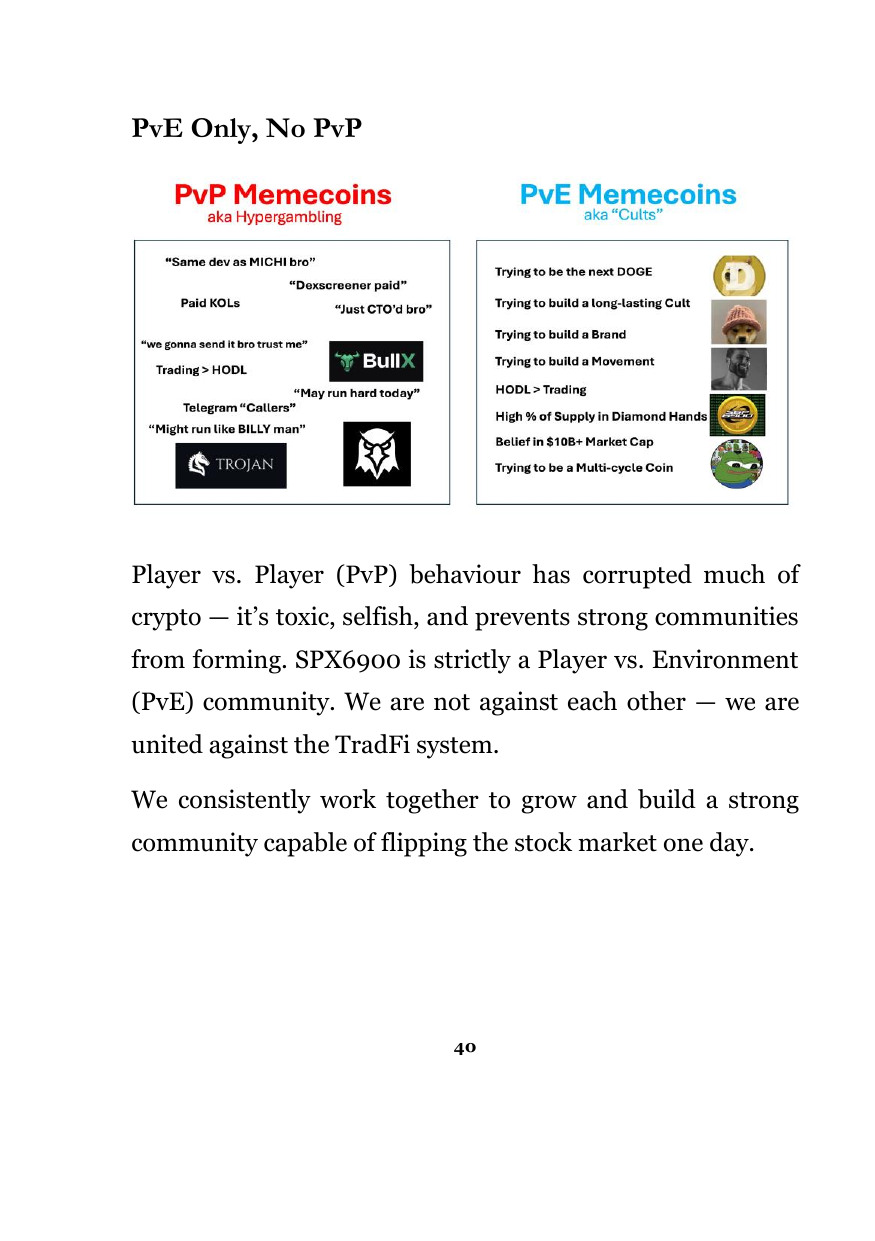 PvE Only, No PvP
PvP Memecoins
aka Hypergambling
“Same dev as MICHI bro”
“Dexscreener paid”
Paid KOLs
“Just CTO’d bro”
“we gonna send it bro trust me”
BullX
Trading > HODL
“May run hard today”
Telegram “Callers”
“Might run like BILLY man”
TROJAN
PvE Memecoins
aka “Cults”
Trying to be the next DOGE
Trying to build a long-lasting Cult
Trying to build a Brand
Trying to build a Movement
HODL > Trading
High % of Supply in Diamond Hands
Belief in $10B+ Market Cap
Trying to be a Multi-cycle Coin
Player vs. Player (PvP) behaviour has corrupted much of
crypto — it’s toxic, selfish, and prevents strong communities
from forming. SPX6900 is strictly a Player vs. Environment
(PvE) community. We are not against each other — we are
united against the TradFi system.
We consistently work together to grow and build a strong
community capable of flipping the stock market one day.
40